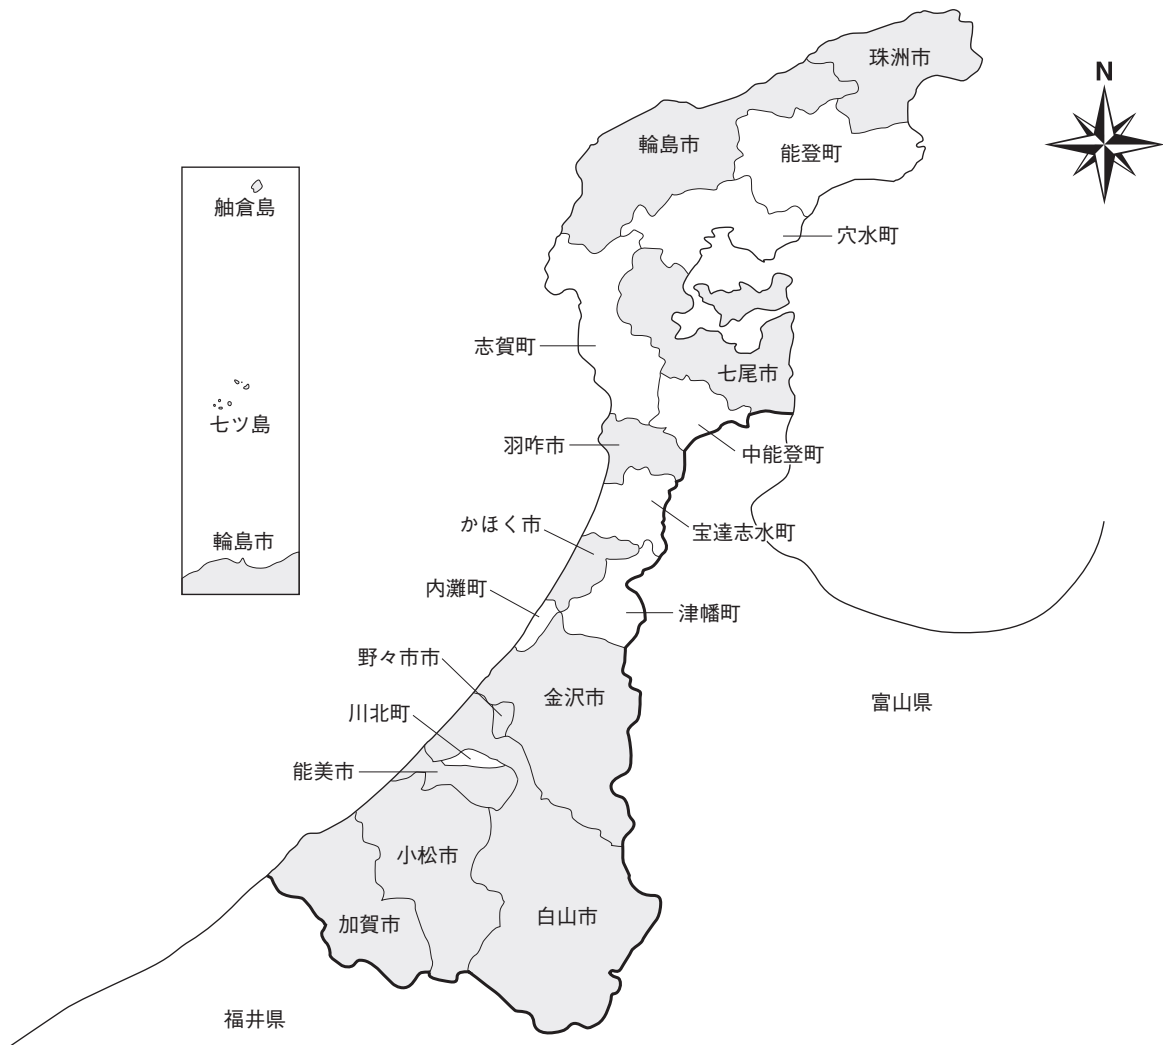 珠洲市
N
輪島市
能登町
舳倉島
穴水町
志賀町
七尾市
七ツ島
羽咋市
中能登町
かほく市
宝達志水町
輪島市
内灘町
津幡町
野々市市
金沢市
富山県
川北町
能美市
小松市
白山市
加賀市
福井県